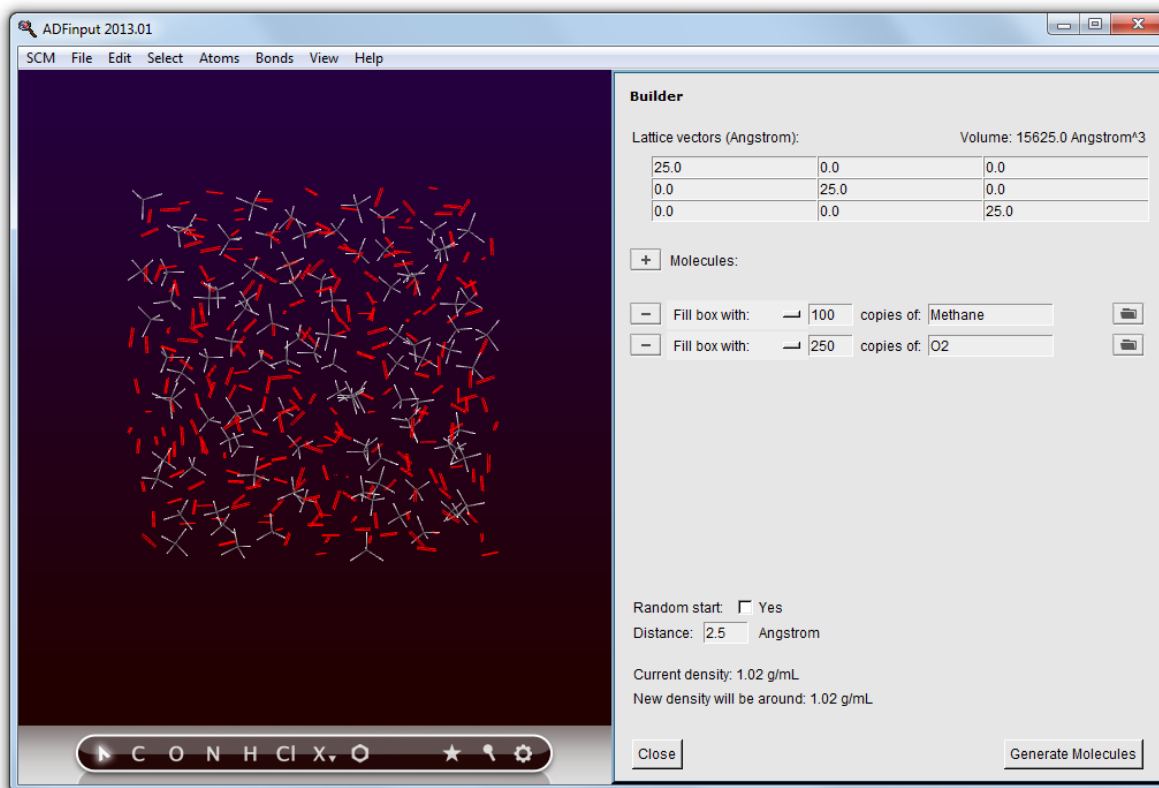 ADFinput 2013.01
SCM File Edit Select Atoms Bonds View Help
Builder
Lattice vectors (Angstrom): Volume: 15625.0 Angstrom^3
25.0 0.0 0.0
0.0 25.0 0.0
0.0 0.0 25.0
+ Molecules:
− Fill box with: 100 copies of: Methane
− Fill box with: 250 copies of: O2
Random start: Yes
Distance: 2.5 Angstrom
Current density: 1.02 g/mL
New density will be around: 1.02 g/mL
Close Generate Molecules
C O N H Cl X